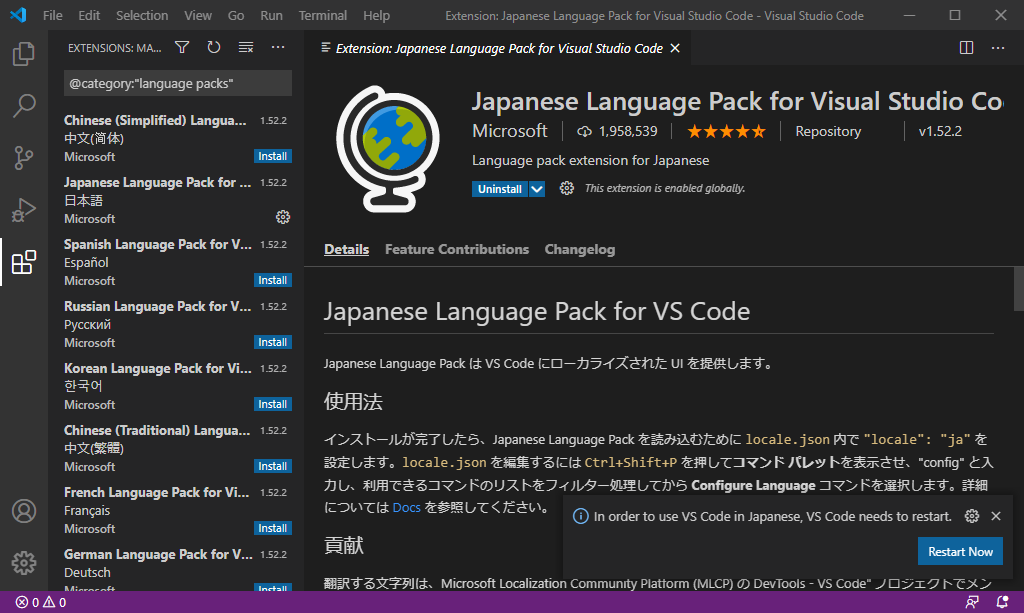 File Edit Selection View Go Run Terminal Help Extension: Japanese Language Pack for Visual Studio Code - Visual Studio Code
EXTENSIONS: MA...
@category:"language packs"
Chinese (Simplified) Langua... 1.52.2
中文(简体)
Microsoft Install
Japanese Language Pack for ... 1.52.2
日本語
Microsoft
Spanish Language Pack for V... 1.52.2
Español
Microsoft Install
Russian Language Pack for V... 1.52.2
Русский
Microsoft Install
Korean Language Pack for Vi... 1.52.2
한국어
Microsoft Install
Chinese (Traditional) Langua... 1.52.2
中文(繁體)
Microsoft Install
French Language Pack for Vi... 1.52.2
Français
Microsoft Install
German Language Pack for V... 1.52.2
Deutsch
Microsoft Install
Extension: Japanese Language Pack for Visual Studio Code
Japanese Language Pack for Visual Studio Co
Microsoft 1,958,539 Repository v1.52.2
Language pack extension for Japanese
Uninstall This extension is enabled globally.
Details Feature Contributions Changelog
Japanese Language Pack for VS Code
Japanese Language Pack は VS Code にローカライズされた UI を提供します。
使用法
インストールが完了したら、Japanese Language Pack を読み込むために locale.json 内で "locale": "ja" を
設定します。locale.json を編集するには Ctrl+Shift+P を押してコマンド パレットを表示させ、"config" と入
力し、利用できるコマンドのリストをフィルター処理してから Configure Language コマンドを選択します。詳細
については Docs を参照してください。
貢献
翻訳する文字列は、Microsoft Localization Community Platform (MLCP) の DevTools - VS Code" プロジェクトでメン
In order to use VS Code in Japanese, VS Code needs to restart.
Restart Now
0 0